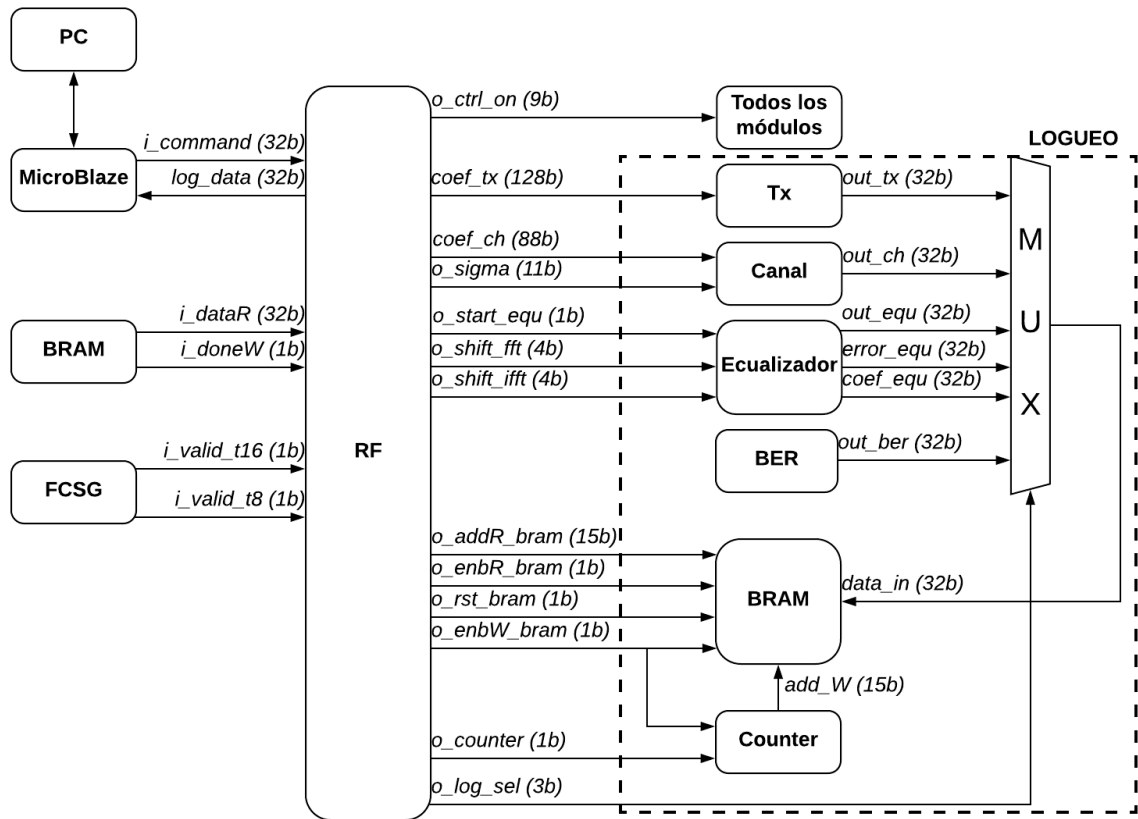 PC
o_ctrl_on (9b)
Todos los
módulos
i_command (32b)
LOGUEO
MicroBlaze
log_data (32b)
coef_tx (128b)
Tx
out_tx (32b)
coef_ch (88b)
M
o_sigma (11b)
Canal
out_ch (32b)
i_dataR (32b)
o_start_equ (1b)
out_equ (32b)
U
BRAM
i_doneW (1b)
o_shift_fft (4b)
Ecualizador
error_equ (32b)
o_shift_ifft (4b)
coef_equ (32b)
X
RF
i_valid_t16 (1b)
BER
out_ber (32b)
FCSG
i_valid_t8 (1b)
o_addR_bram (15b)
o_enbR_bram (1b)
BRAM
data_in (32b)
o_rst_bram (1b)
o_enbW_bram (1b)
add_W (15b)
o_counter (1b)
Counter
o_log_sel (3b)